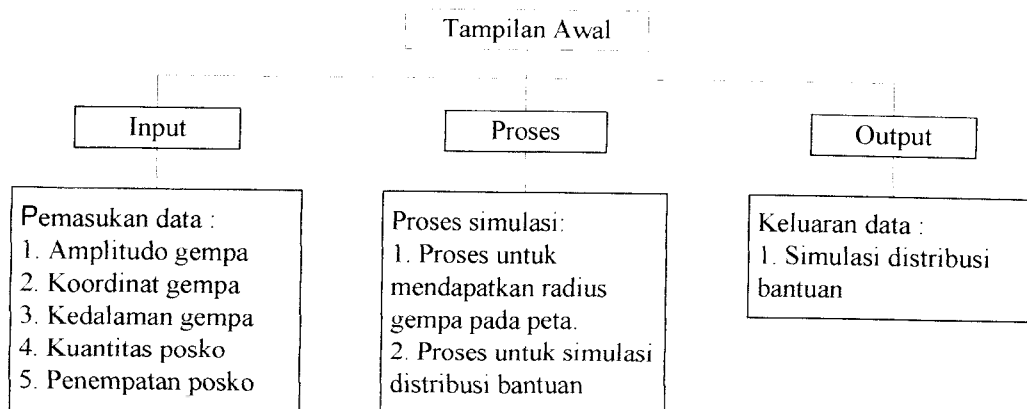 Tampilan Awal
Input
Proses
Output
Pemasukan data :
1. Amplitudo gempa
2. Koordinat gempa
3. Kedalaman gempa
4. Kuantitas posko
5. Penempatan posko
Proses simulasi:
1. Proses untuk
mendapatkan radius
gempa pada peta.
2. Proses untuk simulasi
distribusi bantuan
Keluaran data :
1. Simulasi distribusi
bantuan